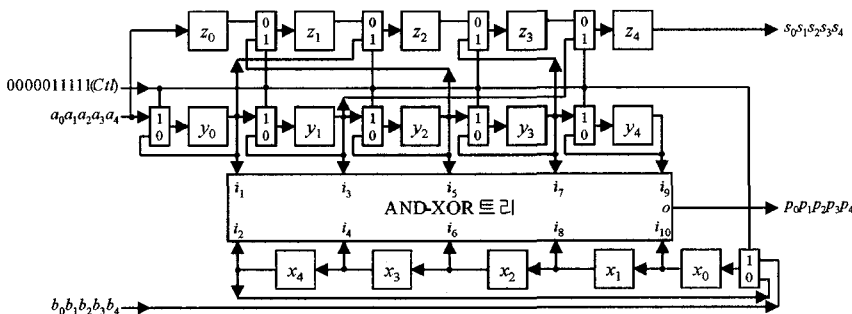 z₀ 0 1 z₁ 0 1 z₂ 0 1 z₃ 0 1 z₄ s₀s₁s₂s₃s₄
0000011111(Ctl)
a₀a₁a₂a₃a₄ 1 0 y₀ 1 0 y₁ 1 0 y₂ 1 0 y₃ 1 0 y₄
i₁ i₃ i₅ i₇ i₉
AND-XOR 트리 o p₀p₁p₂p₃p₄
i₂ i₄ i₆ i₈ i₁₀
x₄ x₃ x₂ x₁ x₀ 1 0
b₀b₁b₂b₃b₄